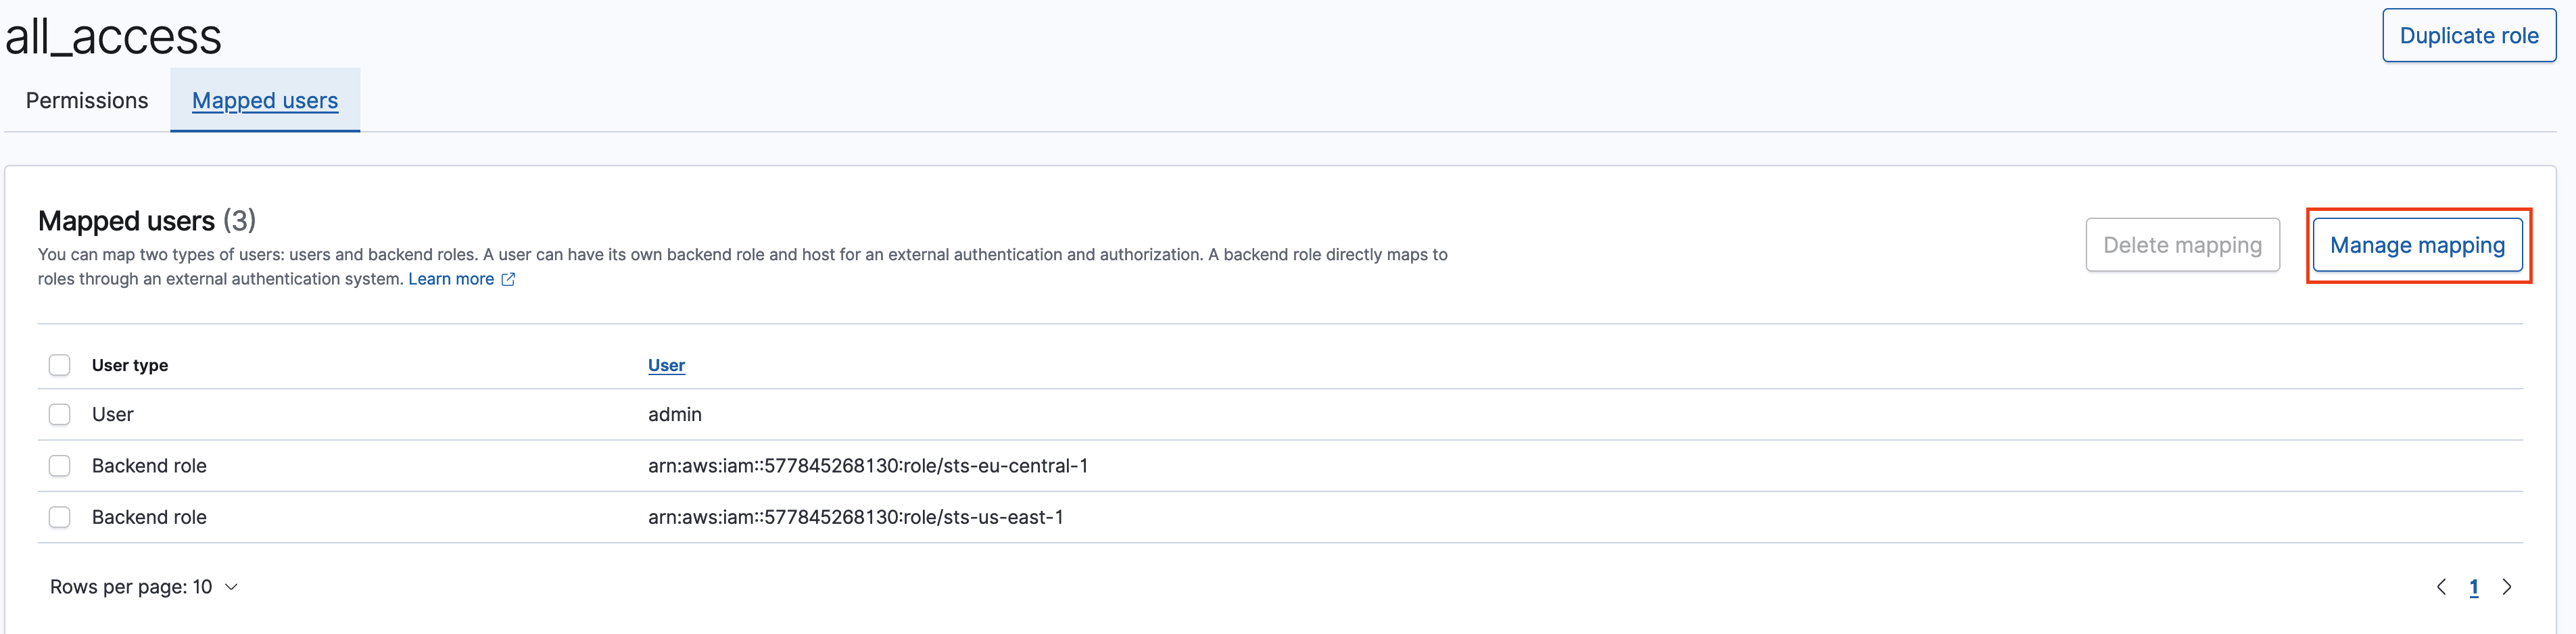 all_access
Duplicate role
Permissions
Mapped users
Mapped users (3)
You can map two types of users: users and backend roles. A user can have its own backend role and host for an external authentication and authorization. A backend role directly maps to
roles through an external authentication system. Learn more
Delete mapping
Manage mapping
User type User
User admin
Backend role arn:aws:iam::577845268130:role/sts-eu-central-1
Backend role arn:aws:iam::577845268130:role/sts-us-east-1
Rows per page: 10
1